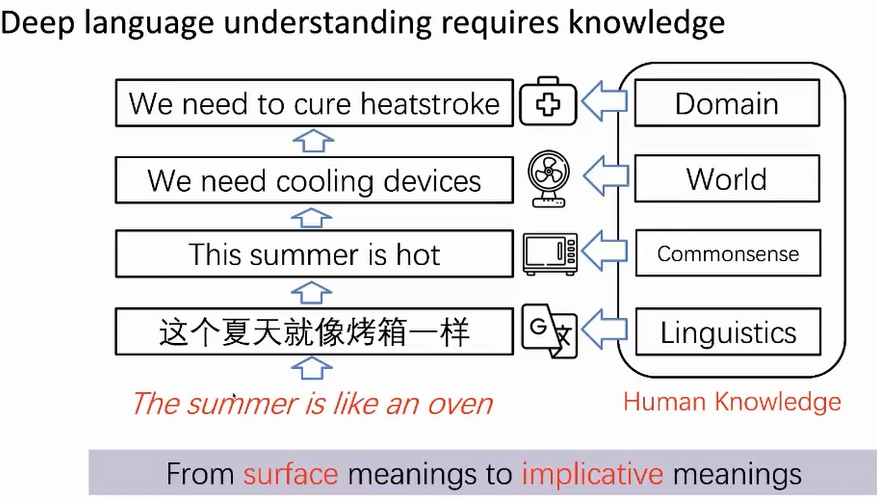 Deep language understanding requires knowledge
We need to cure heatstroke
Domain
We need cooling devices
World
This summer is hot
Commonsense
这个夏天就像烤箱一样
G
文
Linguistics
The summer is like an oven
Human Knowledge
From surface meanings to implicative meanings